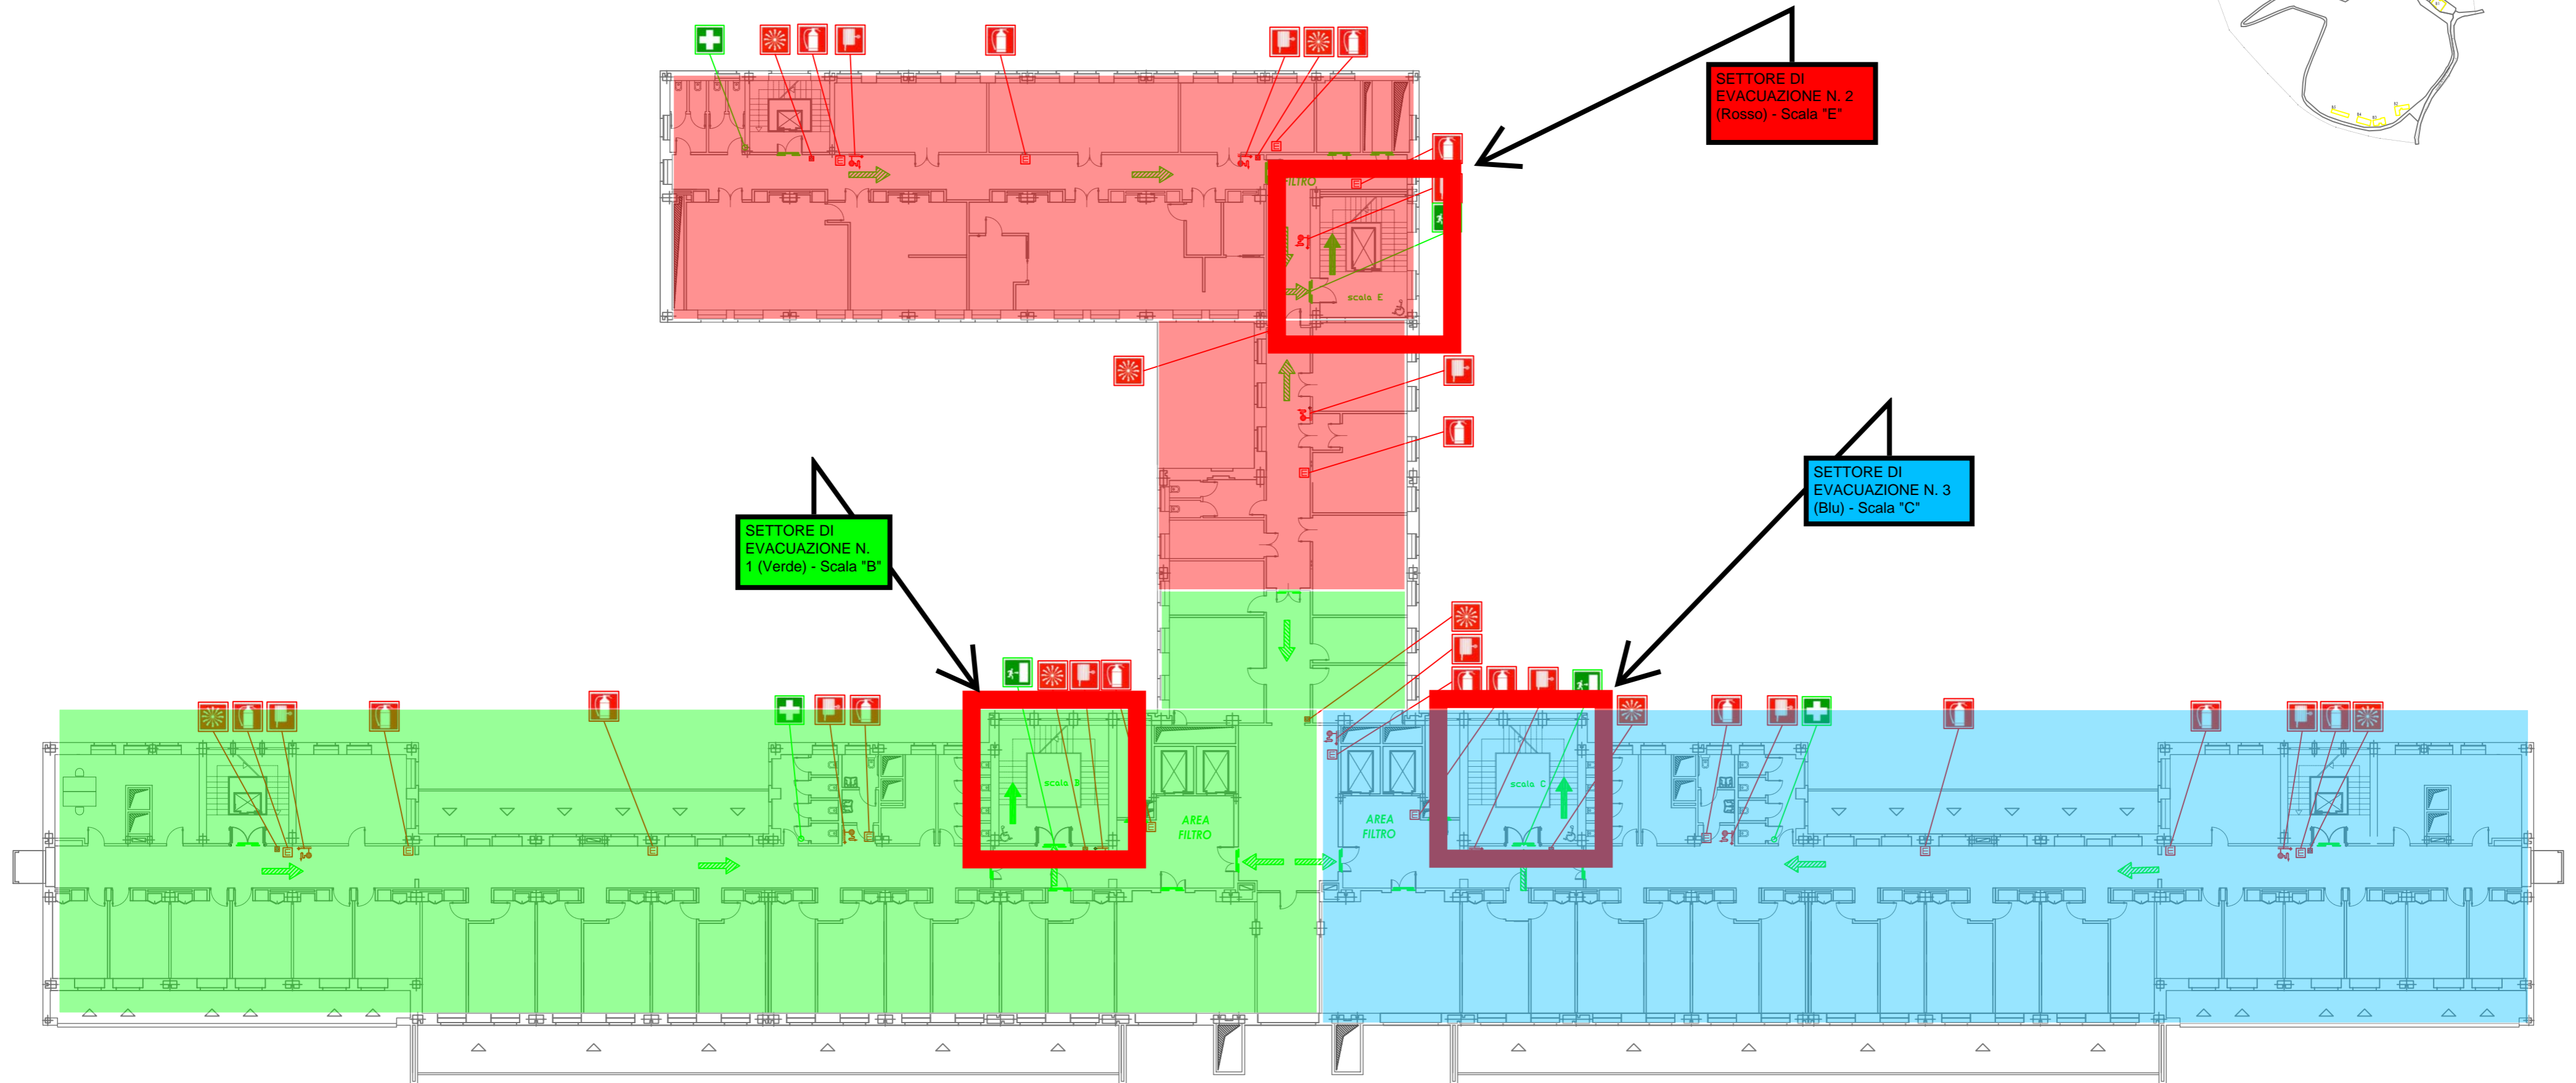 SETTORE DI
EVACUAZIONE N. 2
(Rosso) - Scala "E"
FILTRO
scala E
SETTORE DI
EVACUAZIONE N. 3
(Blu) - Scala "C"
SETTORE DI
EVACUAZIONE N.
1 (Verde) - Scala "B"
scala B
scala C
AREA
FILTRO
AREA
FILTRO